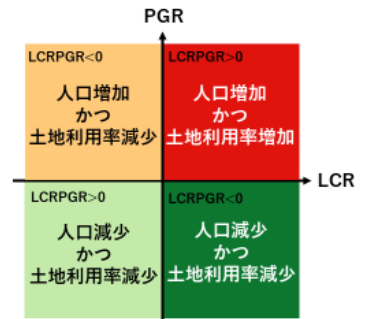 PGR
LCRPGR<0
LCRPGR>0
人口増加
かつ
土地利用率減少
人口増加
かつ
土地利用率増加
LCR
LCRPGR>0
LCRPGR<0
人口減少
かつ
土地利用率減少
人口減少
かつ
土地利用率減少